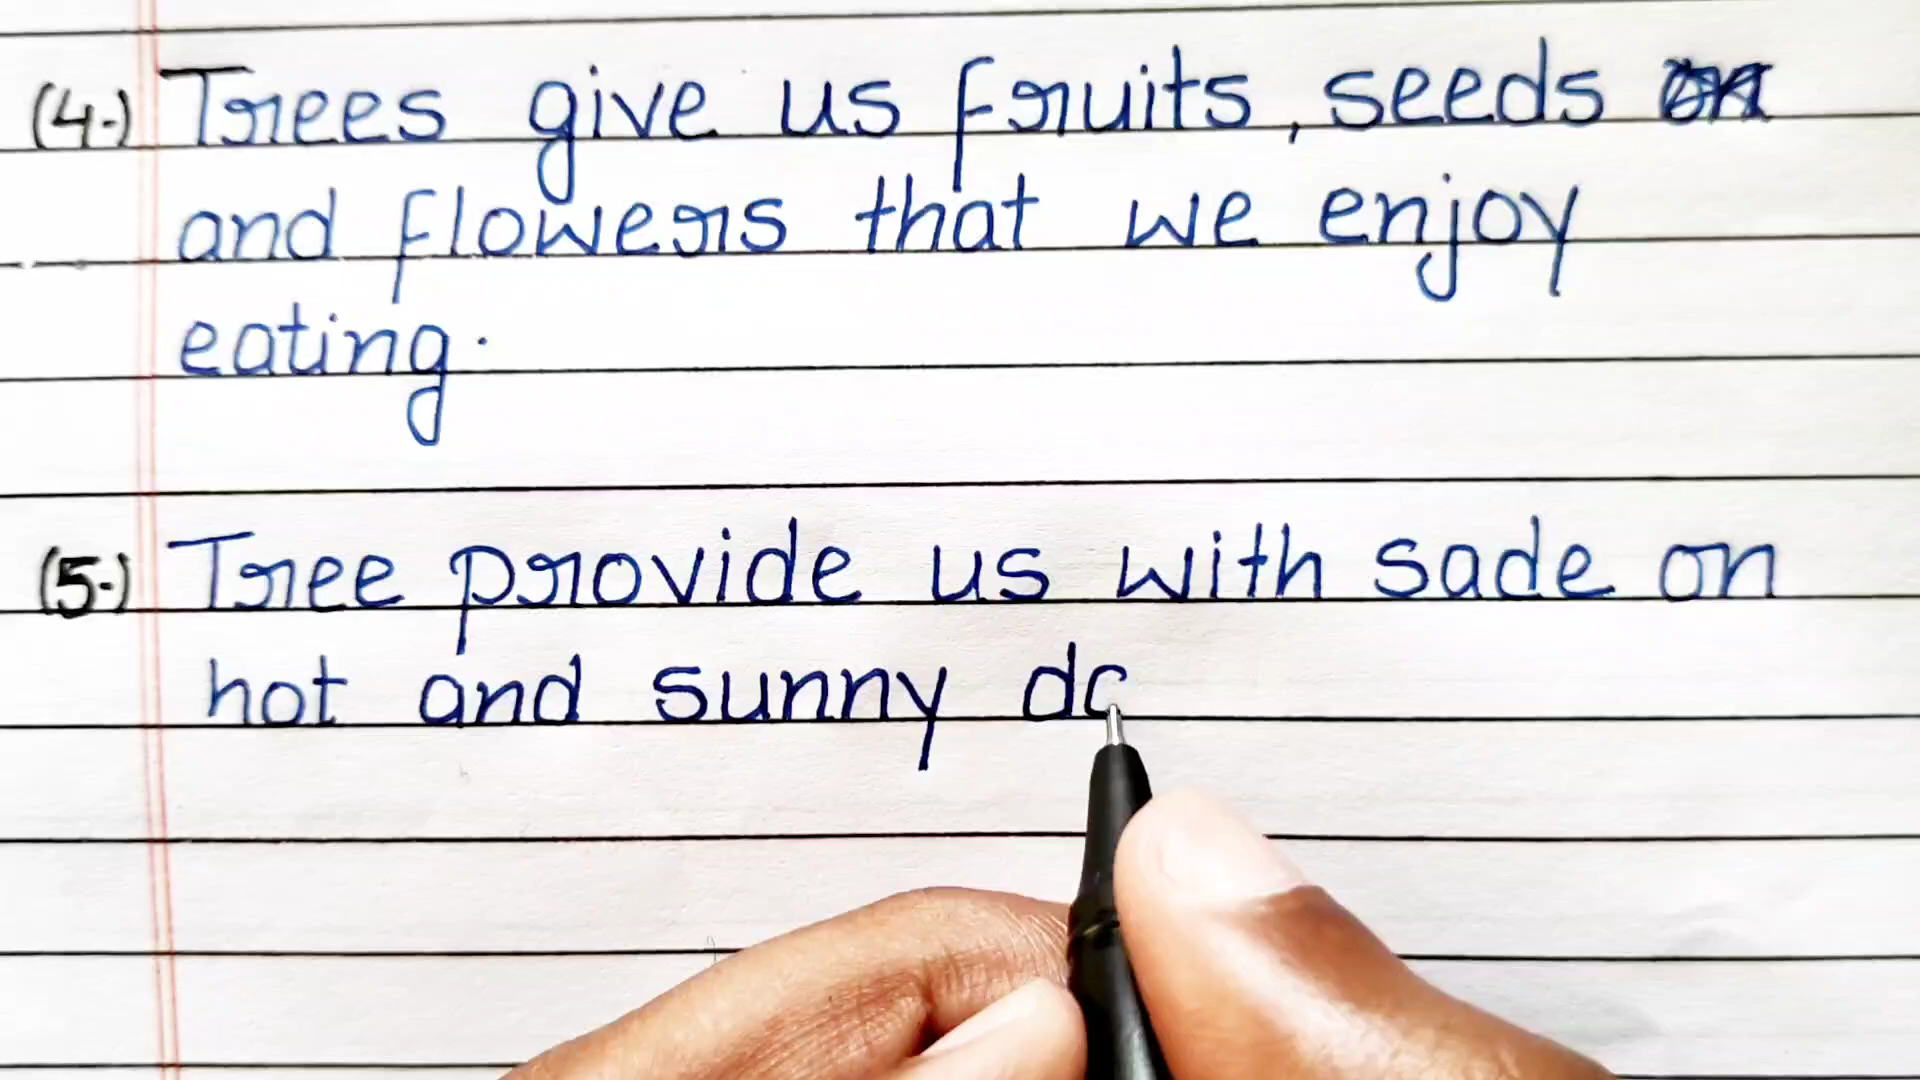 (4.) Trees give us fruits, seeds
and flowers that we enjoy
eating.
(5.) Tree provide us with sade on
hot and sunny